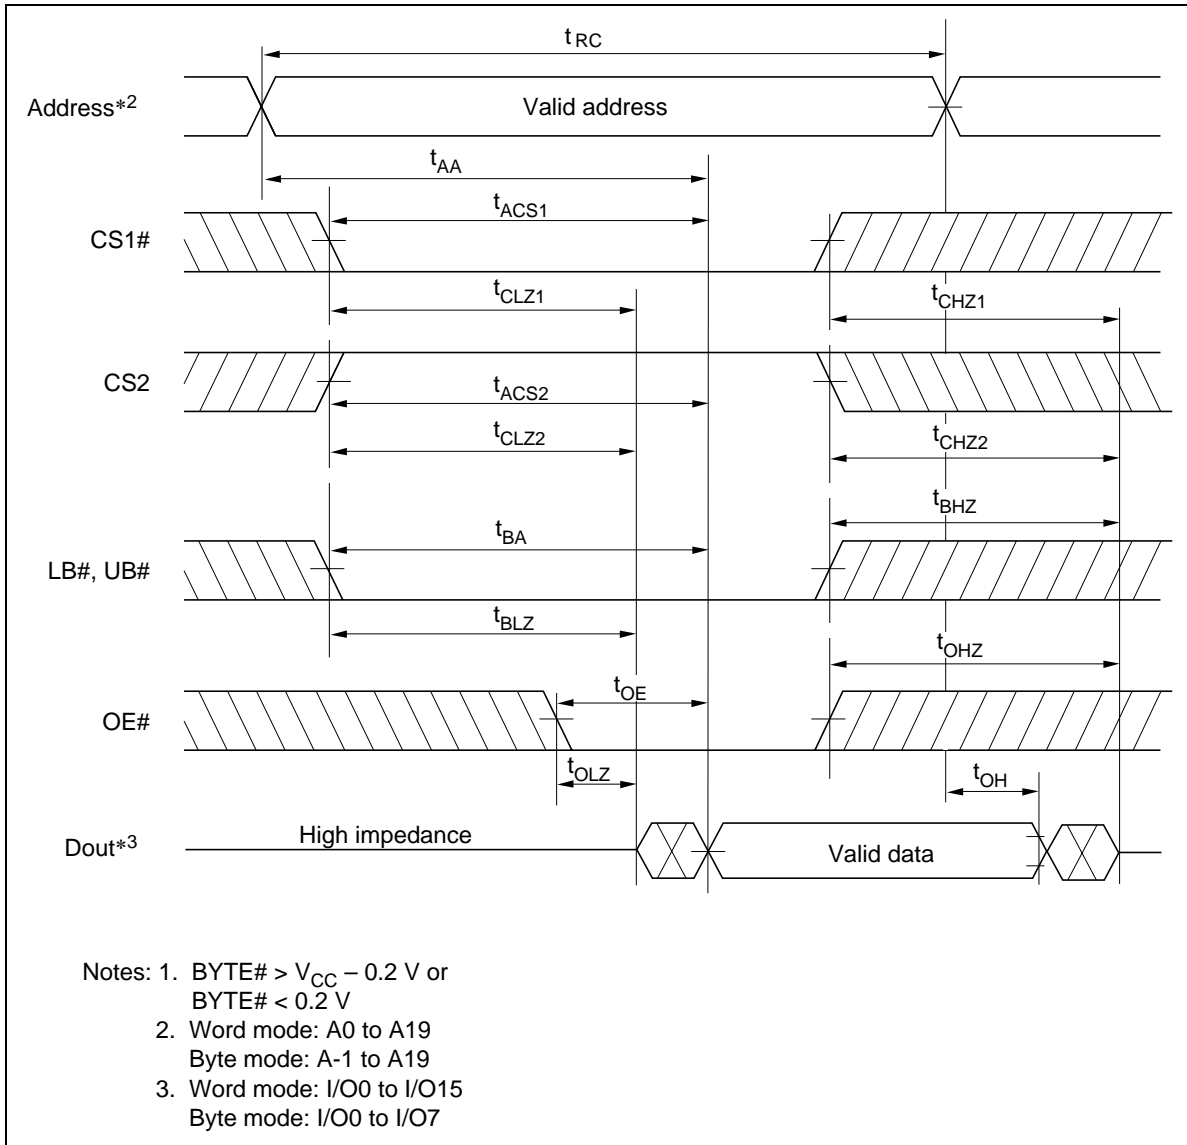 tRC
Address*2 Valid address
tAA
tACS1
CS1#
tCLZ1 tCHZ1
CS2
tACS2
tCLZ2 tCHZ2
tBHZ
tBA
LB#, UB#
tBLZ
tOHZ
tOE
OE#
tOLZ tOH
High impedance
Dout*3 Valid data
Notes: 1. BYTE# > VCC – 0.2 V or
BYTE# < 0.2 V
2. Word mode: A0 to A19
Byte mode: A-1 to A19
3. Word mode: I/O0 to I/O15
Byte mode: I/O0 to I/O7